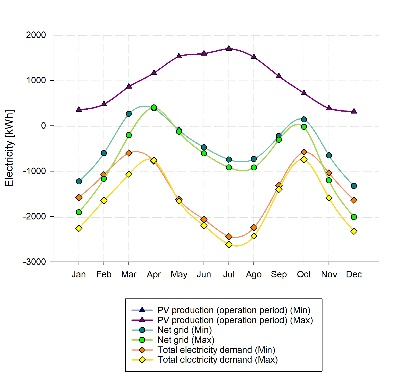 2000
1000
0
-1000
-2000
-3000
Electricity [kWh]
Jan Feb Mar Apr May Jun Jul Ago Sep Oct Dec
PV production (operation period) (Min)
PV production (operation period) (Max)
Net grid (Min)
Net grid (Max)
Total electricity demand (Min)
Total electricity demand (Max)